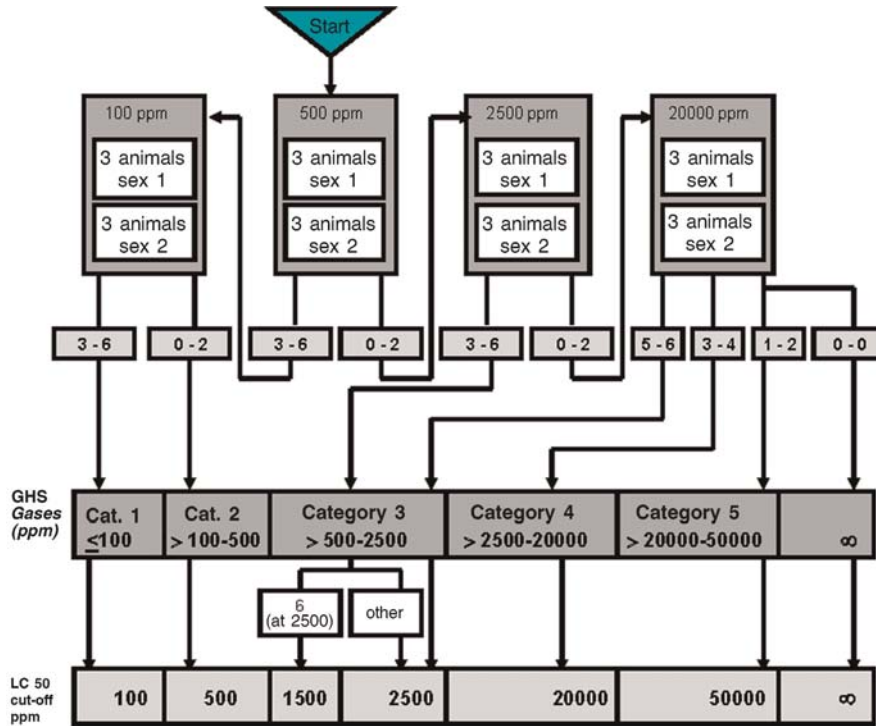 Start
100 ppm
500 ppm
2500 ppm
20000 ppm
3 animals
sex 1
3 animals
sex 1
3 animals
sex 1
3 animals
sex 1
3 animals
sex 2
3 animals
sex 2
3 animals
sex 2
3 animals
sex 2
3 - 6
0 - 2
3 - 6
0 - 2
3 - 6
0 - 2
5 - 6
3 - 4
1 - 2
0 - 0
GHS
Gases
(ppm)
Cat. 1
≤100
Cat. 2
> 100-500
Category 3
> 500-2500
Category 4
> 2500-20000
Category 5
> 20000-50000
∞
6
(at 2500)
other
LC 50
cut-off
ppm
100
500
1500
2500
20000
50000
∞